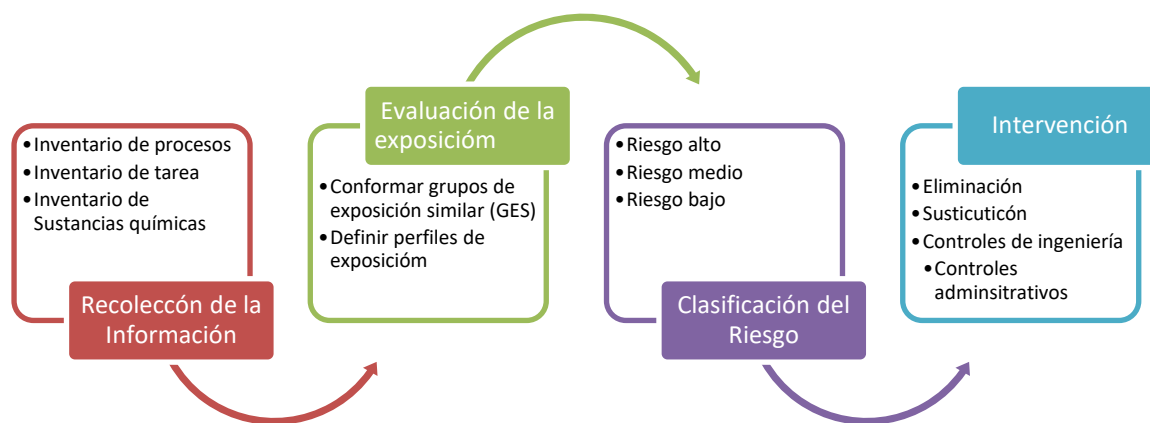 •Inventario de procesos
•Inventario de tarea
•Inventario de
Sustancias químicas
Recoleccón de la
Información
Evaluación de la
exposicióm
•Conformar grupos de
exposición similar (GES)
•Definir perfiles de
exposicióm
•Riesgo alto
•Riesgo medio
•Riesgo bajo
Clasificación del
Riesgo
Intervención
•Eliminación
•Susticuticón
•Controles de ingeniería
•Controles
adminsitrativos